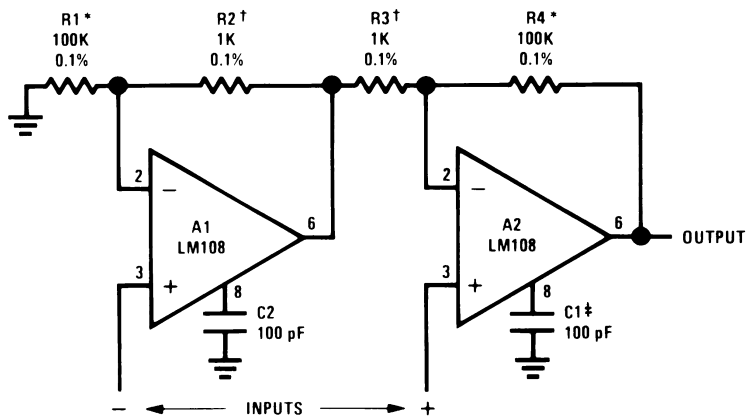 R1*
100K
0.1%
R2†
1K
0.1%
R3†
1K
0.1%
R4*
100K
0.1%
2
−
A1
LM108
6
3
+
8
C2
100 pF
2
−
A2
LM108
6
OUTPUT
3
+
8
C1‡
100 pF
− INPUTS +